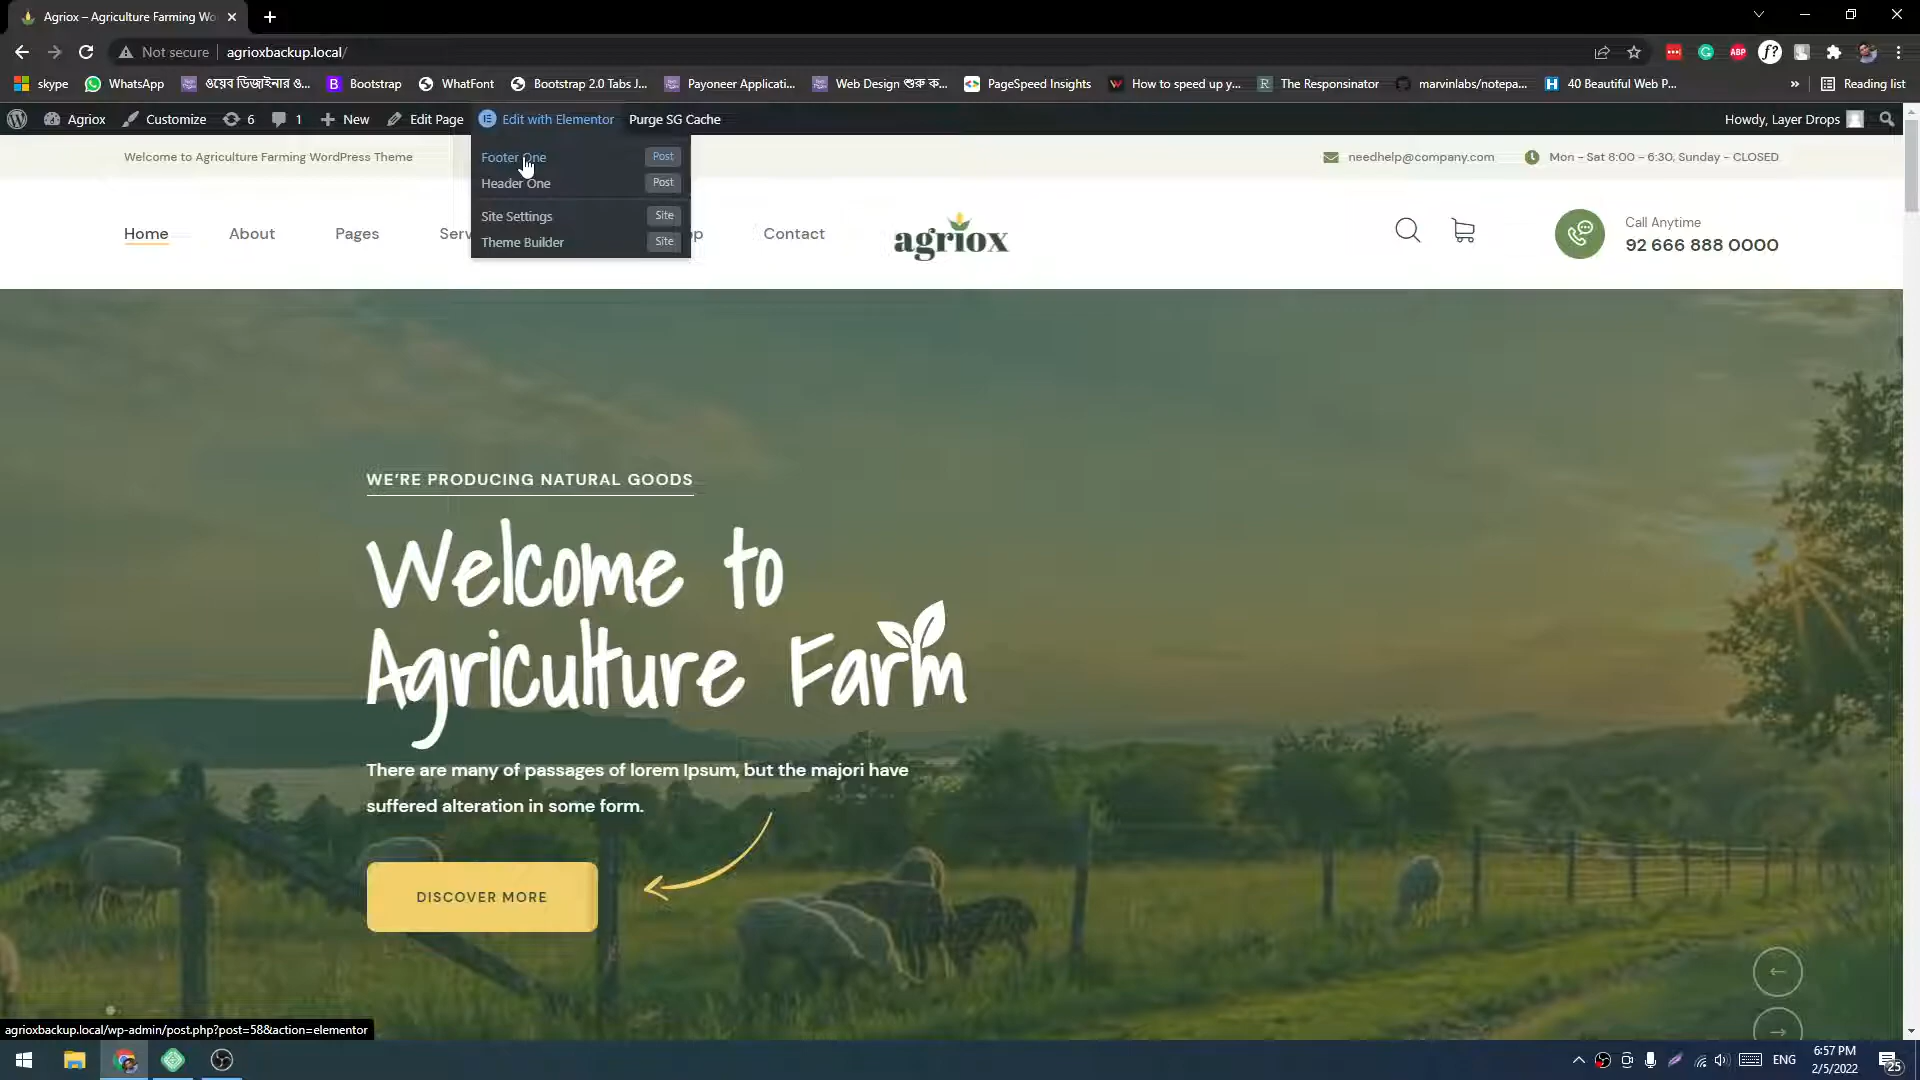 Agriox – Agriculture Farming Wo
Not secure agrioxbackup.local/
skype WhatsApp ওয়েব ডিজাইনার ও... Bootstrap WhatFont Bootstrap 2.0 Tabs J... Payoneer Applicati... Web Design শুরু ক... PageSpeed Insights How to speed up y... The Responsinator marvinlabs/notepa... 40 Beautiful Web P... » Reading list
Agriox Customize 6 1 New Edit Page Edit with Elementor Purge SG Cache Howdy, Layer Drops
Welcome to Agriculture Farming WordPress Theme needhelp@company.com Mon - Sat 8:00 - 6:30, Sunday - CLOSED
Footer One Post
Header One Post
Site Settings Site
Theme Builder Site
Home About Pages Contact
agriox
Call Anytime
92 666 888 0000
WE'RE PRODUCING NATURAL GOODS
Welcome to
Agriculture Farm
There are many of passages of lorem Ipsum, but the majori have
suffered alteration in some form.
DISCOVER MORE
agrioxbackup.local/wp-admin/post.php?post=58&action=elementor
ENG
6:57 PM
2/5/2022
25